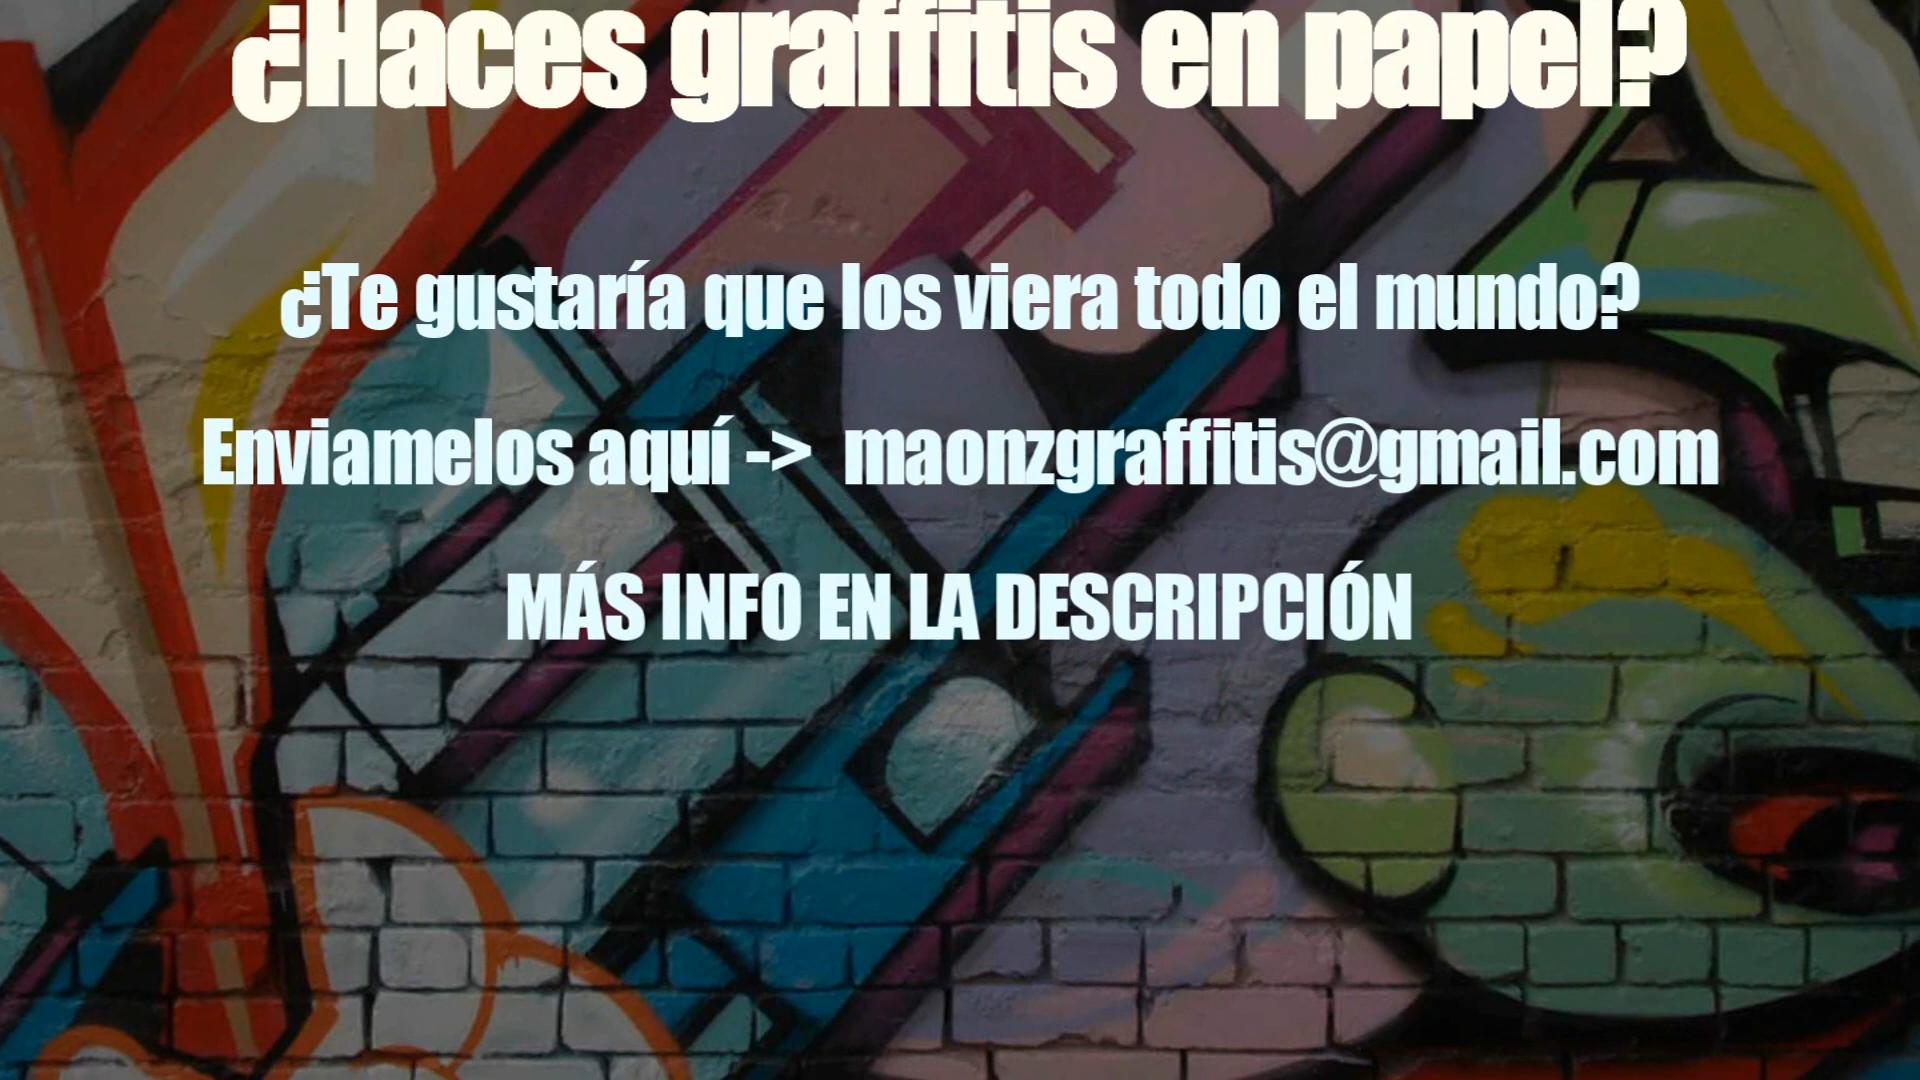 ¿Haces graffitis en papel?
¿Te gustaría que los viera todo el mundo?
Enviamelos aquí -> maonzgraffitis@gmail.com
MÁS INFO EN LA DESCRIPCIÓN